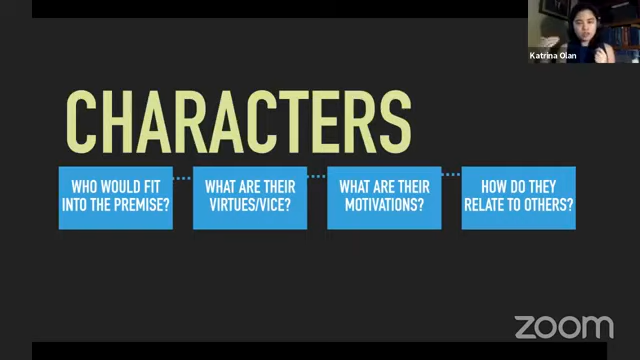 Katrina Olan
CHARACTERS
WHO WOULD FIT
INTO THE PREMISE?
WHAT ARE THEIR
VIRTUES/VICE?
WHAT ARE THEIR
MOTIVATIONS?
HOW DO THEY
RELATE TO OTHERS?
zoom